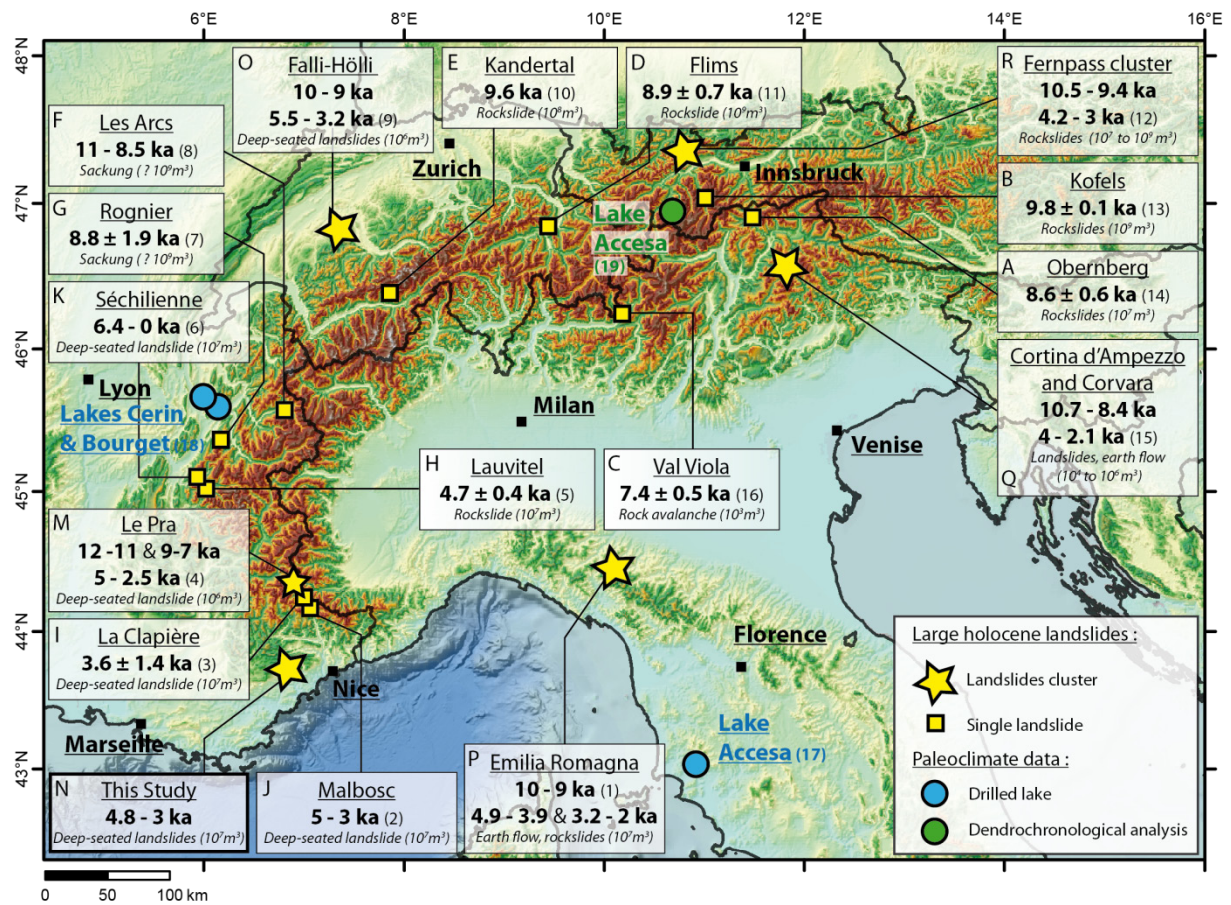 6°E 8°E 10°E 12°E 14°E 16°E
48°N
47°N
46°N
45°N
44°N
43°N
O Falli-Hölli
10 - 9 ka
5.5 - 3.2 ka (9)
Deep-seated landslides (10⁶m³)
E Kandertal
9.6 ka (10)
Rockslide (10⁸m³)
D Flims
8.9 ± 0.7 ka (11)
Rockslide (10⁹m³)
R Fernpass cluster
10.5 - 9.4 ka
4.2 - 3 ka (12)
Rockslides (10⁷ to 10⁹ m³)
F Les Arcs
11 - 8.5 ka (8)
Sackung ( ? 10⁹m³)
G Rognier
8.8 ± 1.9 ka (7)
Sackung ( ? 10⁹m³)
K Séchilienne
6.4 - 0 ka (6)
Deep-seated landslide (10⁷m³)
B Kofels
9.8 ± 0.1 ka (13)
Rockslides (10⁹m³)
A Obernberg
8.6 ± 0.6 ka (14)
Rockslides (10⁷m³)
Cortina d'Ampezzo
and Corvara
10.7 - 8.4 ka
4 - 2.1 ka (15)
Landslides, earth flow
Q (10⁴ to 10⁶ m³)
Zurich
Innsbruck
Lake
Accesa
(19)
Lyon
Lakes Cerin
& Bourget (18)
Milan
Venise
H Lauvitel
4.7 ± 0.4 ka (5)
Rockslide (10⁷m³)
C Val Viola
7.4 ± 0.5 ka (16)
Rock avalanche (10³m³)
M Le Pra
12 -11 & 9-7 ka
5 - 2.5 ka (4)
Deep-seated landslide (10⁶m³)
I La Clapière
3.6 ± 1.4 ka (3)
Deep-seated landslide (10⁷m³)
Nice
Marseille
Florence
Lake
Accesa (17)
N This Study
4.8 - 3 ka
Deep-seated landslides (10⁷m³)
J Malbosc
5 - 3 ka (2)
Deep-seated landslide (10⁷m³)
P Emilia Romagna
10 - 9 ka (1)
4.9 - 3.9 & 3.2 - 2 ka
Earth flow, rockslides (10⁷m³)
Large holocene landslides :
Landslides cluster
Single landslide
Paleoclimate data :
Drilled lake
Dendrochronological analysis
0 50 100 km